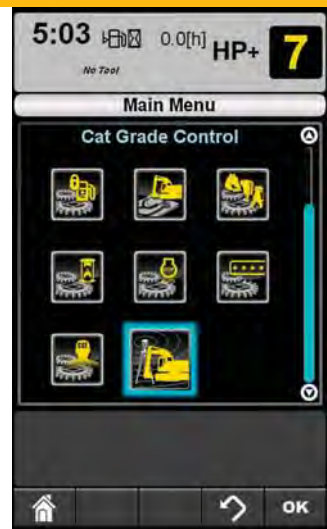 5:03 0.0[h] HP+ 7
No Tool
Main Menu
Cat Grade Control
OK